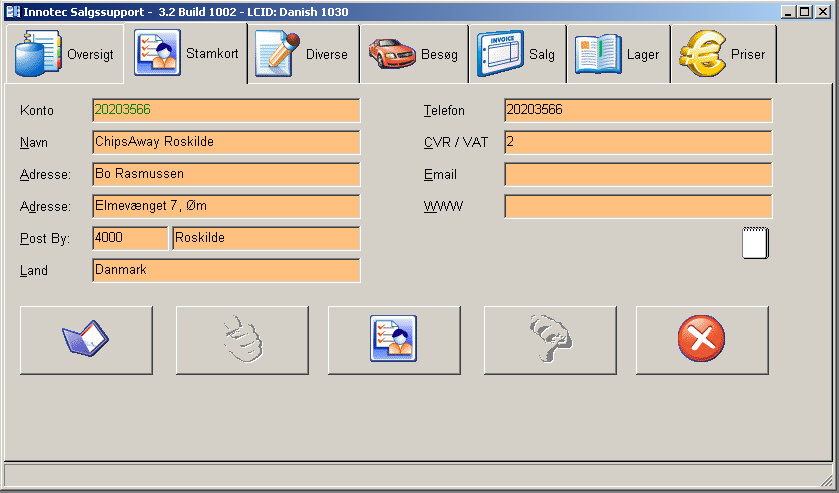 Innotec Salgssupport - 3.2 Build 1002 - LCID: Danish 1030
Oversigt Stamkort Diverse Besøg INVOICE Salg Lager Priser
Konto 20203566 Telefon 20203566
Navn ChipsAway Roskilde CVR / VAT 2
Adresse: Bo Rasmussen Email
Adresse: Elmevænget 7, Øm WWW
Post By: 4000 Roskilde
Land Danmark